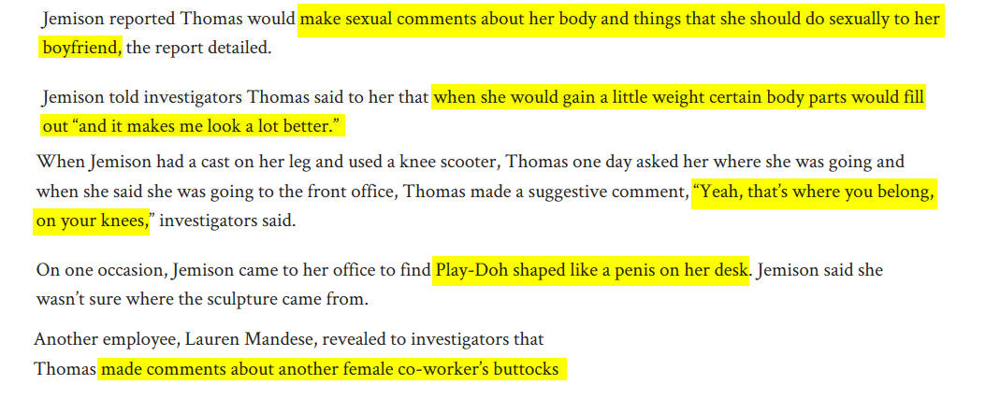 Jemison reported Thomas would make sexual comments about her body and things that she should do sexually to her
boyfriend, the report detailed.
Jemison told investigators Thomas said to her that when she would gain a little weight certain body parts would fill
out “and it makes me look a lot better.”
When Jemison had a cast on her leg and used a knee scooter, Thomas one day asked her where she was going and
when she said she was going to the front office, Thomas made a suggestive comment, “Yeah, that’s where you belong,
on your knees,” investigators said.
On one occasion, Jemison came to her office to find Play-Doh shaped like a penis on her desk. Jemison said she
wasn’t sure where the sculpture came from.
Another employee, Lauren Mandese, revealed to investigators that
Thomas made comments about another female co-worker’s buttocks